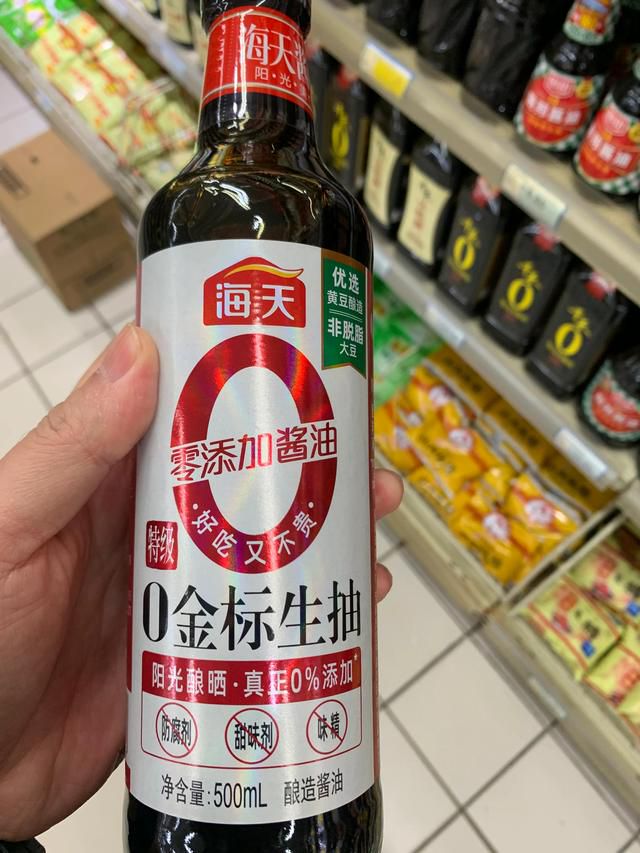 海天酱
阳·光·
海天
优选
黄豆酿造
非脱脂
大豆
零添加酱油
·好吃又不贵·
特级
0金标生抽
阳光酿晒·真正0%添加*
防腐剂
甜味剂
味精
净含量:500mL 酿造酱油